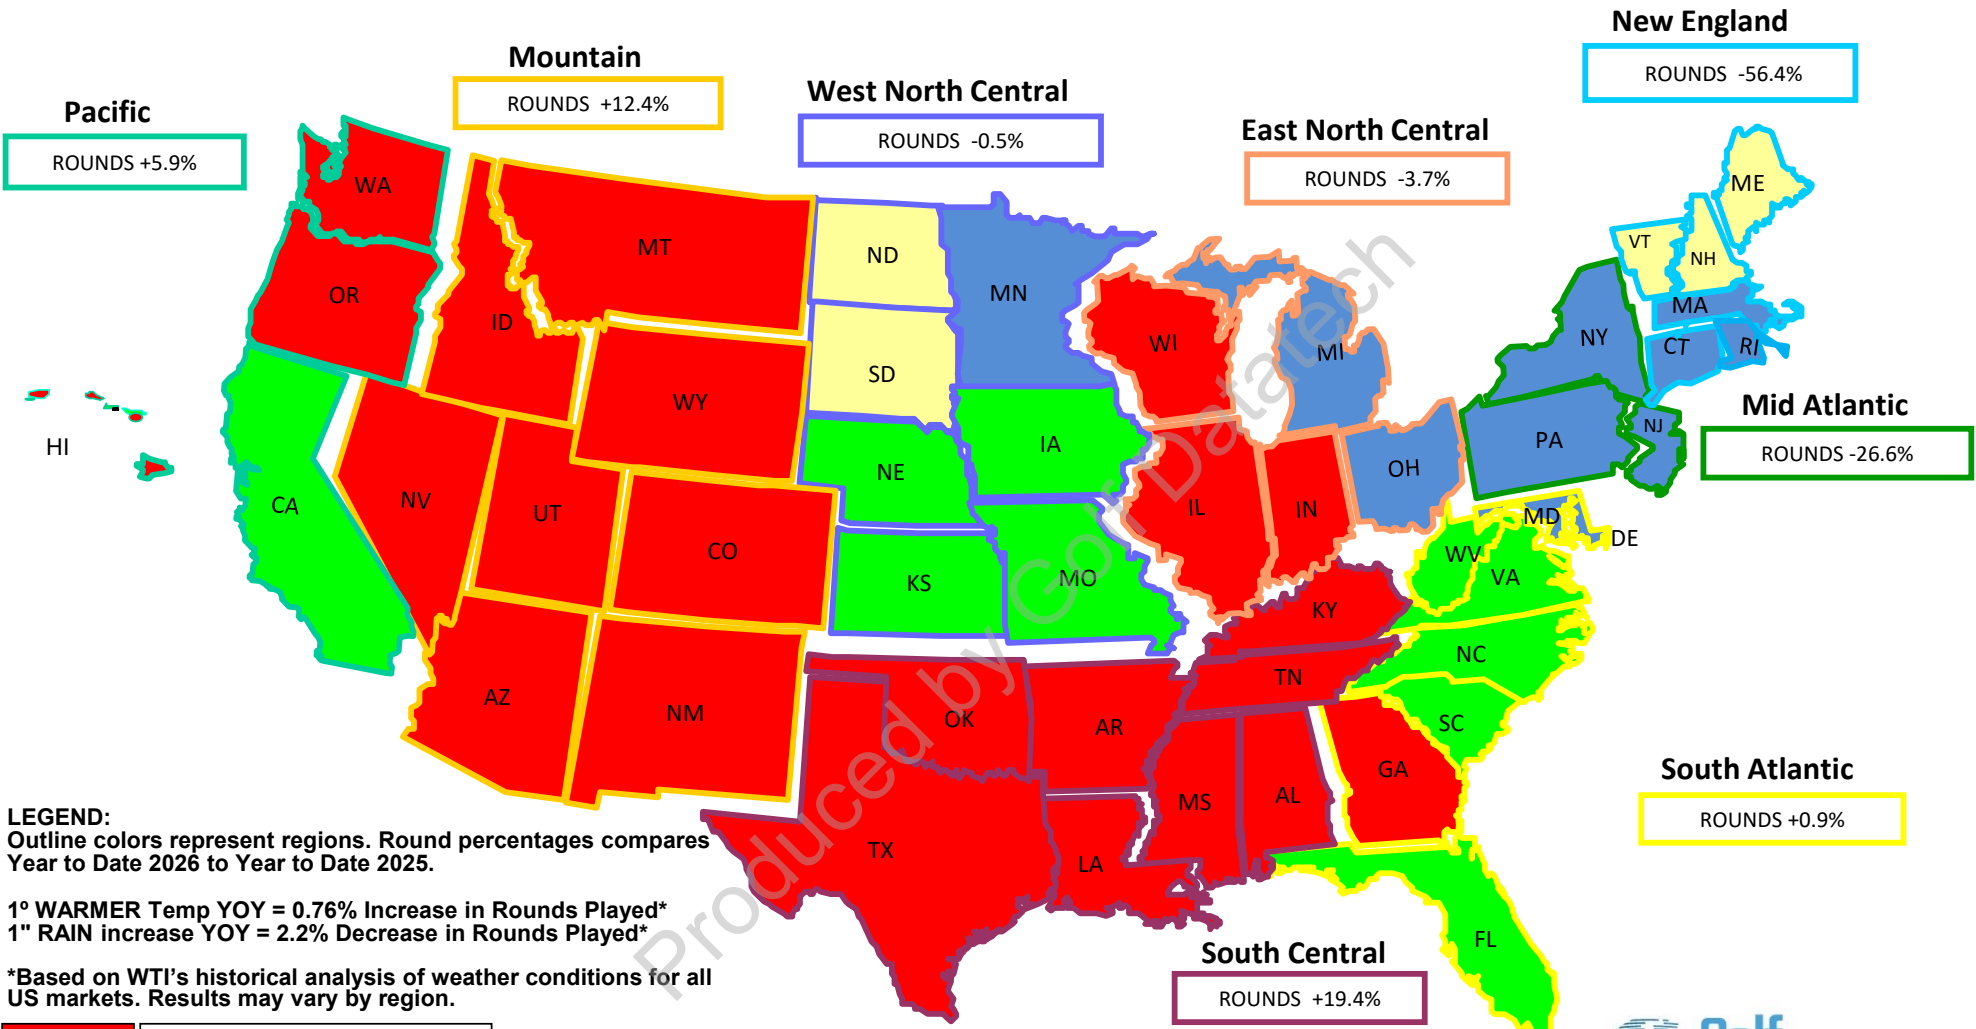 New England
ROUNDS -56.4%
Mountain
ROUNDS +12.4%
West North Central
ROUNDS -0.5%
Pacific
ROUNDS +5.9%
East North Central
ROUNDS -3.7%
WA
OR
CA
HI
MT
ID
WY
NV
UT
CO
AZ
NM
ND
SD
MN
NE
IA
KS
MO
WI
MI
IL
IN
OH
ME
VT
NH
MA
CT
RI
NY
PA
NJ
Mid Atlantic
ROUNDS -26.6%
MD
DE
WV
VA
NC
SC
GA
FL
KY
TN
OK
AR
MS
AL
TX
LA
South Atlantic
ROUNDS +0.9%
South Central
ROUNDS +19.4%
Produced by Golf Datatech
LEGEND:
Outline colors represent regions. Round percentages compares
Year to Date 2026 to Year to Date 2025.
1º WARMER Temp YOY = 0.76% Increase in Rounds Played*
1" RAIN increase YOY = 2.2% Decrease in Rounds Played*
*Based on WTI’s historical analysis of weather conditions for all
US markets. Results may vary by region.